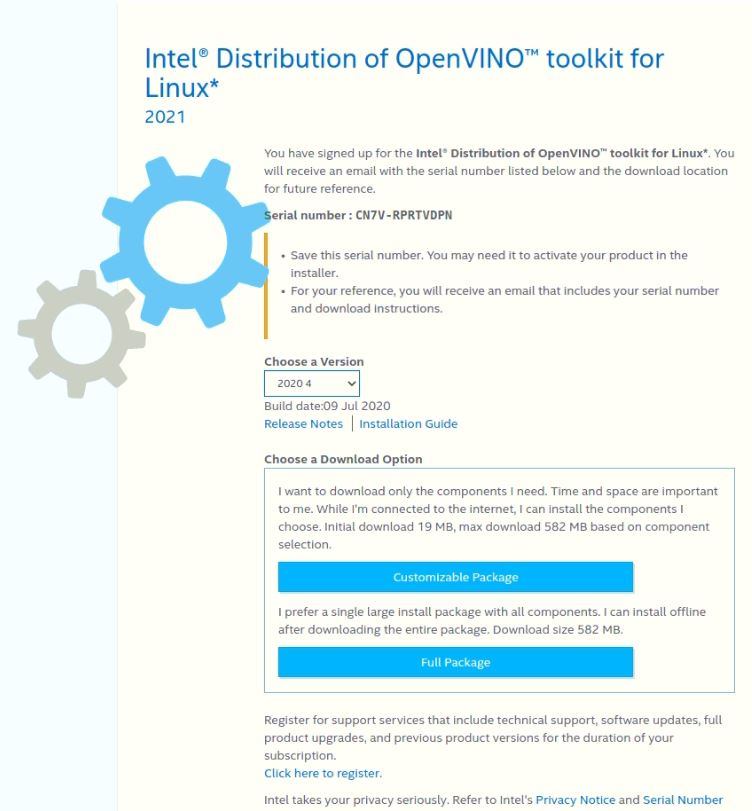 Intel® Distribution of OpenVINO™ toolkit for
Linux*
2021
You have signed up for the Intel® Distribution of OpenVINO™ toolkit for Linux*. You
will receive an email with the serial number listed below and the download location
for future reference.
Serial number : CN7V-RPRTVDPN
• Save this serial number. You may need it to activate your product in the
installer.
• For your reference, you will receive an email that includes your serial number
and download instructions.
Choose a Version
2020 4
Build date:09 Jul 2020
Release Notes | Installation Guide
Choose a Download Option
I want to download only the components I need. Time and space are important
to me. While I'm connected to the internet, I can install the components I
choose. Initial download 19 MB, max download 582 MB based on component
selection.
Customizable Package
I prefer a single large install package with all components. I can install offline
after downloading the entire package. Download size 582 MB.
Full Package
Register for support services that include technical support, software updates, full
product upgrades, and previous product versions for the duration of your
subscription.
Click here to register.
Intel takes your privacy seriously. Refer to Intel's Privacy Notice and Serial Number